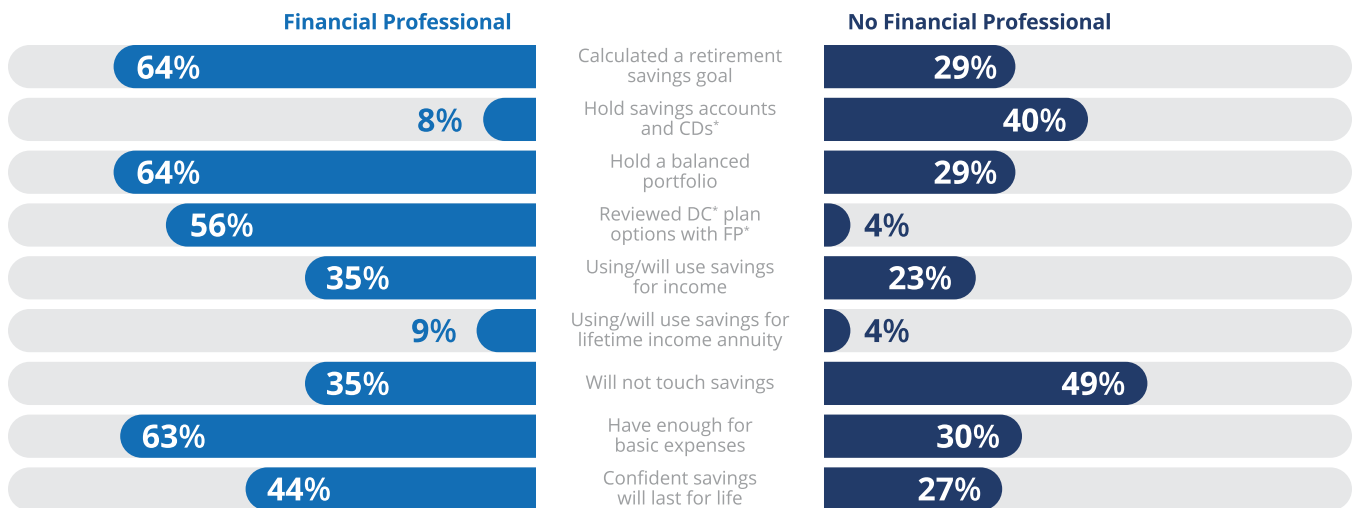 Financial Professional
No Financial Professional
64%
Calculated a retirement
savings goal
29%
8%
Hold savings accounts
and CDs*
40%
64%
Hold a balanced
portfolio
29%
56%
Reviewed DC* plan
options with FP*
4%
35%
Using/will use savings
for income
23%
9%
Using/will use savings for
lifetime income annuity
4%
35%
Will not touch savings
49%
63%
Have enough for
basic expenses
30%
44%
Confident savings
will last for life
27%